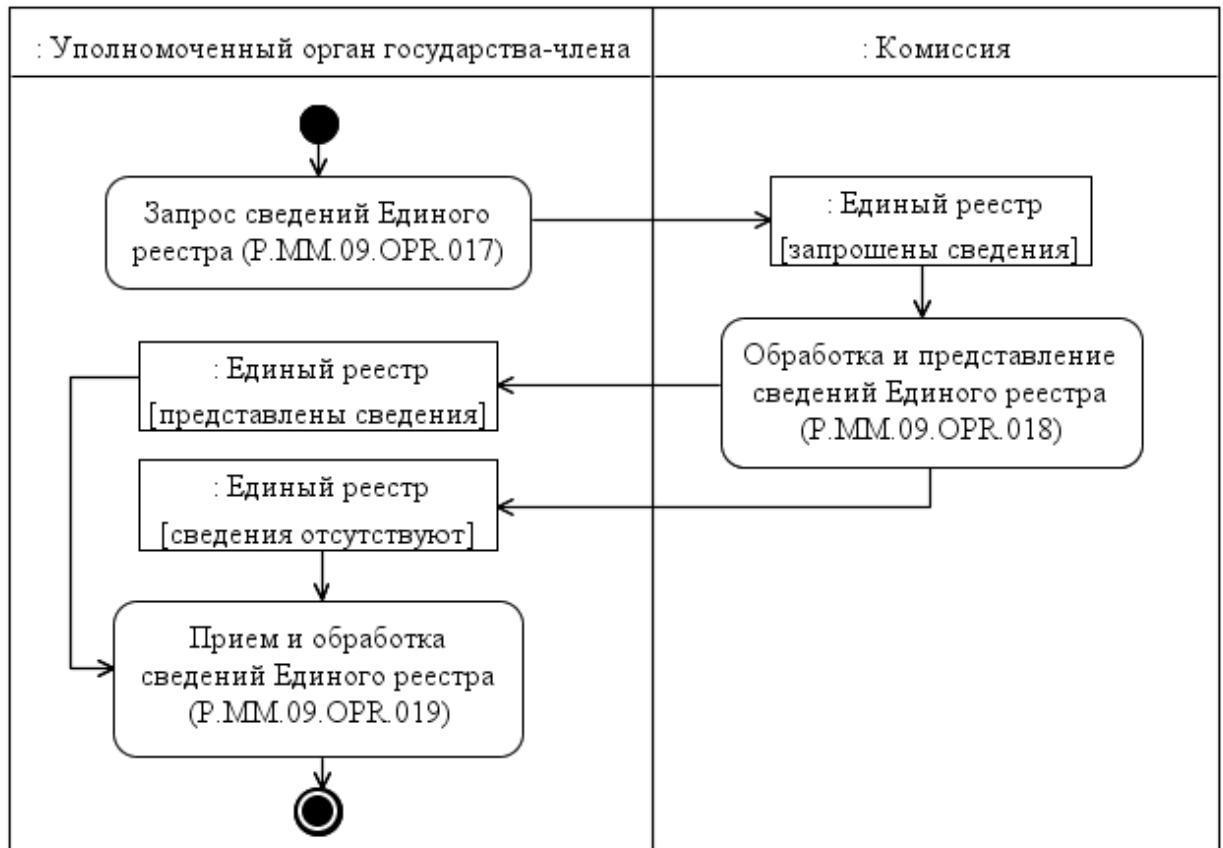 : Уполномоченный орган государства-члена
: Комиссия
Запрос сведений Единого
реестра (P.MM.09.OPR.017)
: Единый реестр
[запрошены сведения]
Обработка и представление
сведений Единого реестра
(P.MM.09.OPR.018)
: Единый реестр
[представлены сведения]
: Единый реестр
[сведения отсутствуют]
Прием и обработка
сведений Единого реестра
(P.MM.09.OPR.019)